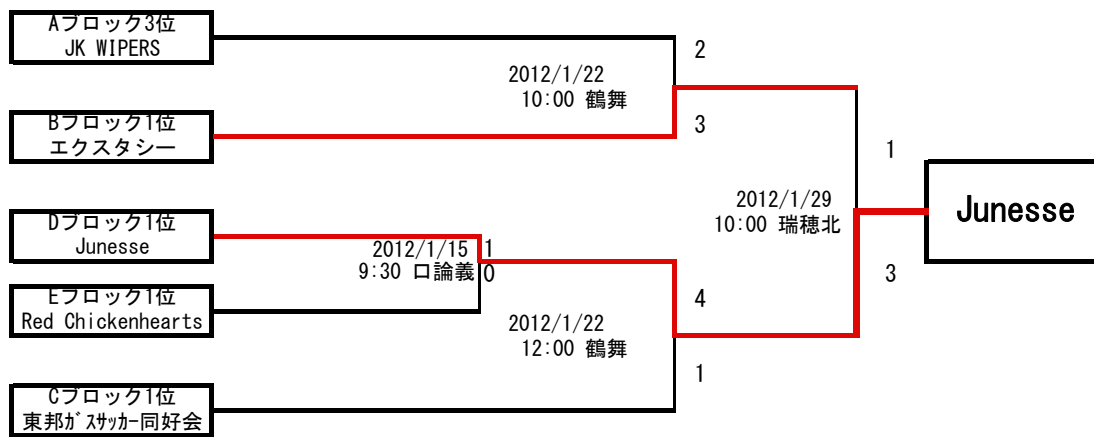 Aブロック3位
JK WIPERS
2
2012/1/22
10:00 鶴舞
Bブロック1位
エクスタシー
3
1
2012/1/29
10:00 瑞穂北
Junesse
Dブロック1位
Junesse
2012/1/15
1
9:30 口論義
0
3
Eブロック1位
Red Chickenhearts
4
2012/1/22
12:00 鶴舞
1
Cブロック1位
東邦ｶﾞｽｻｯｶｰ同好会